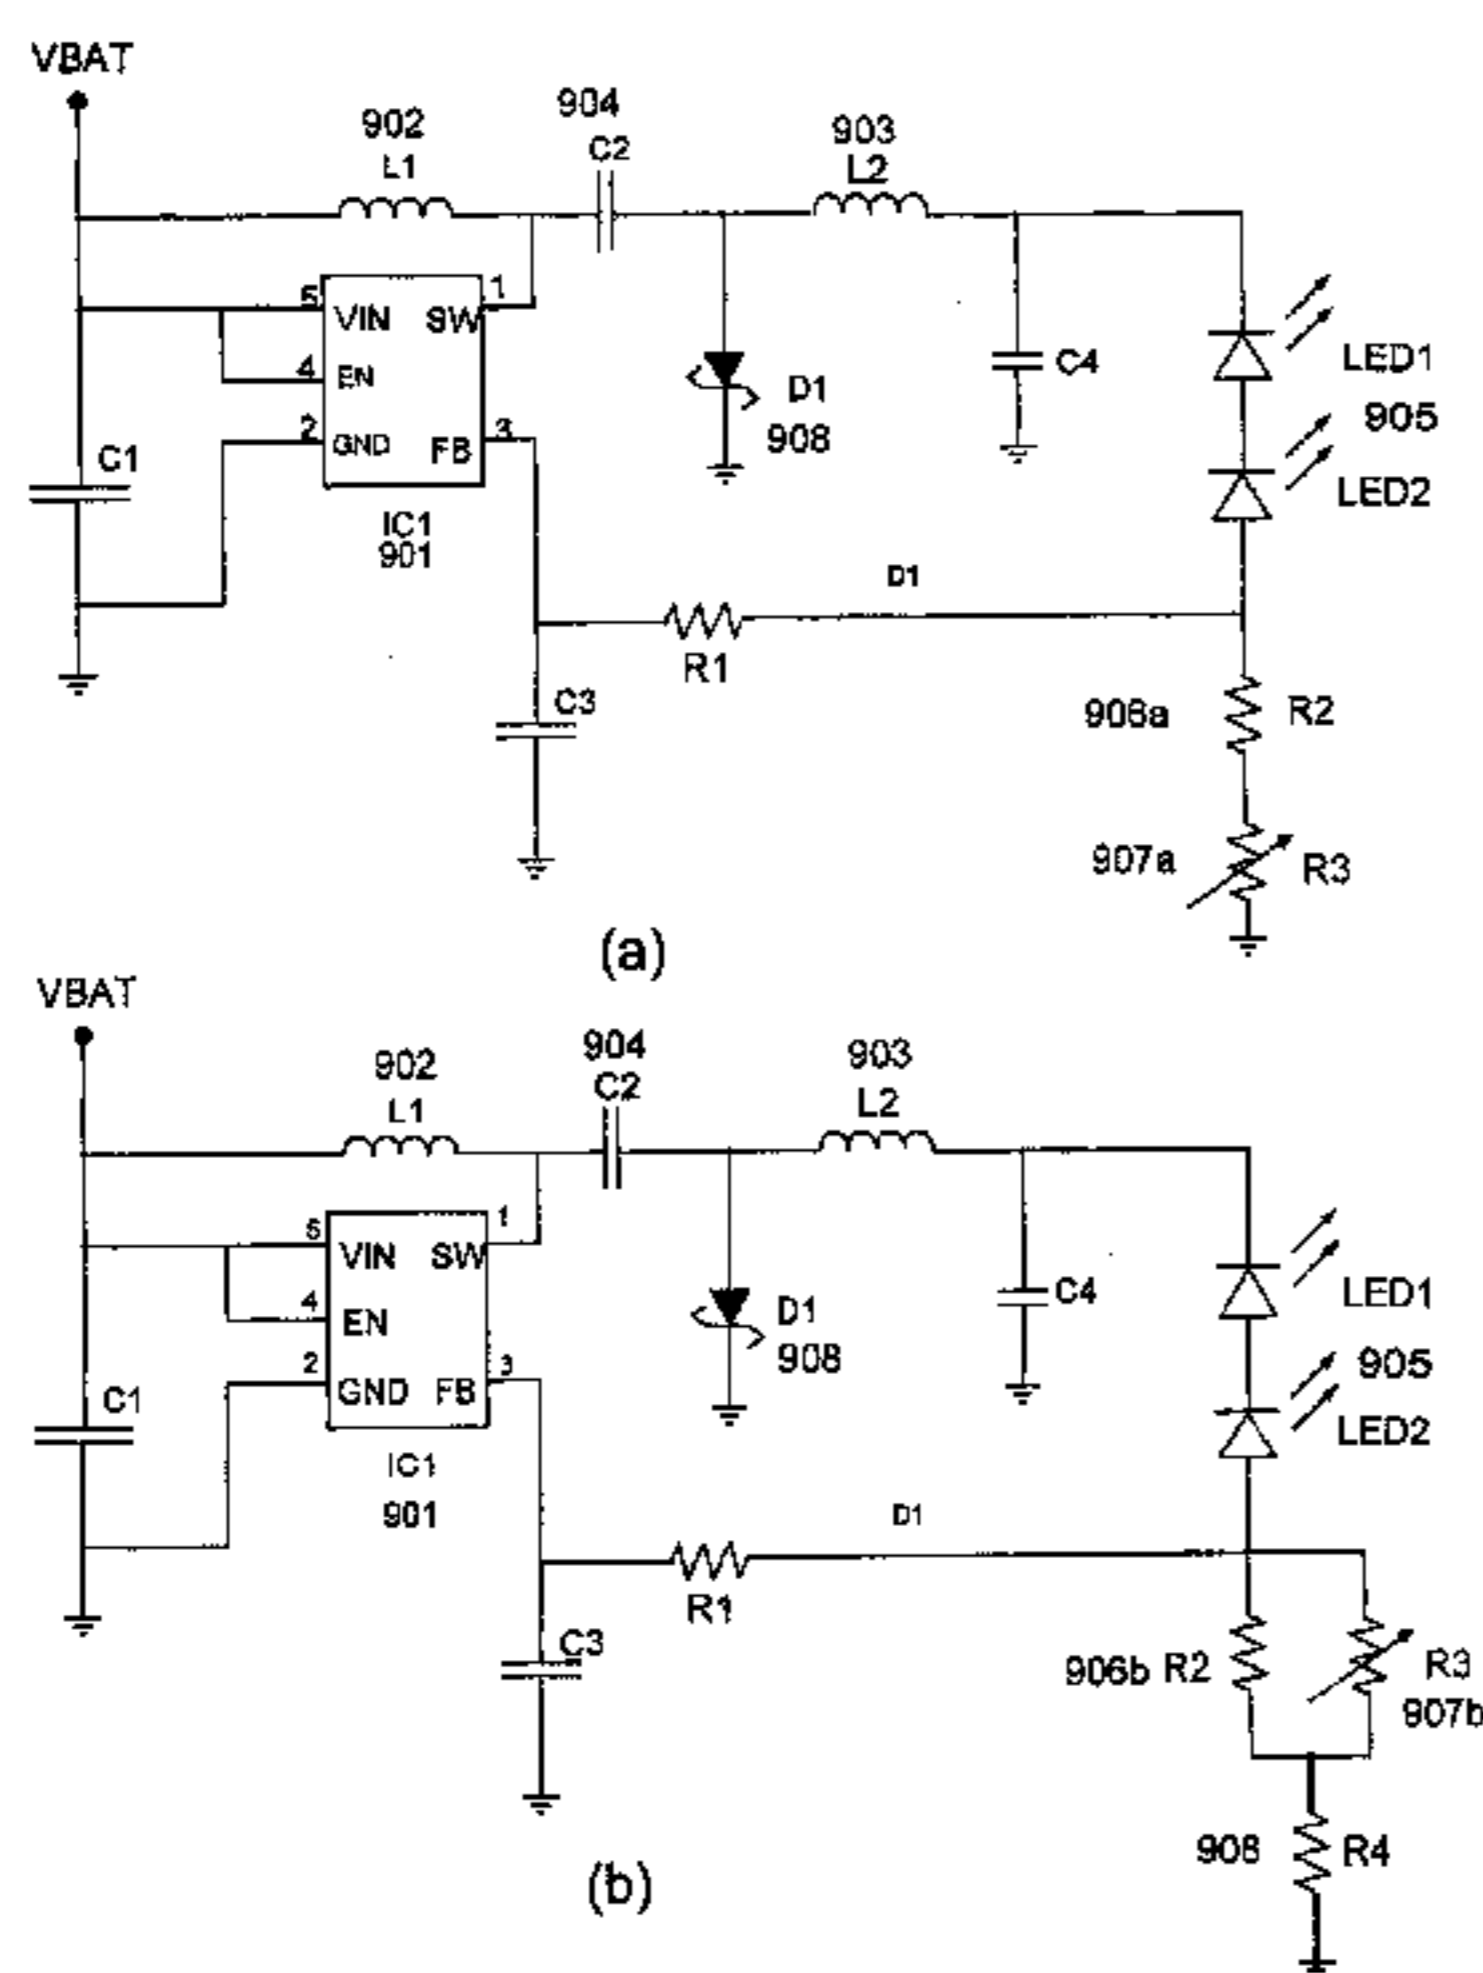 VBAT
902
L1
904
C2
903
L2
5
VIN
SW
1
4
EN
2
GND
FB
3
IC1
901
C1
D1
908
C4
LED1
905
LED2
D1
R1
C3
906a
R2
907a
R3
(a)
VBAT
902
L1
904
C2
903
L2
5
VIN
SW
1
4
EN
2
GND
FB
3
IC1
901
C1
D1
908
C4
LED1
905
LED2
D1
R1
C3
906b R2
R3
907b
908
R4
(b)